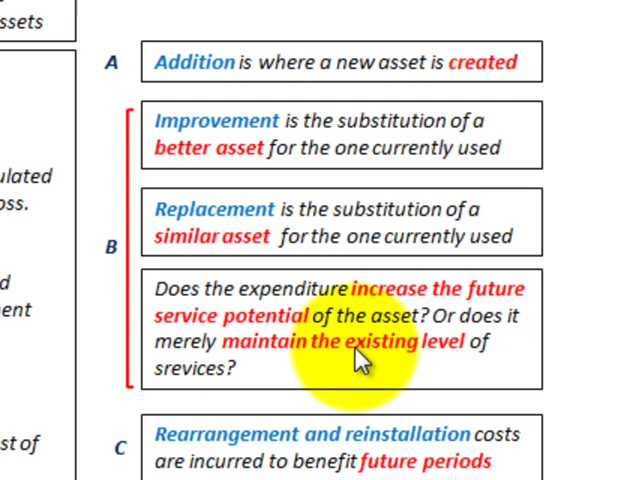 ssets
ulated
oss.
d
ent
st of
A
Addition is where a new asset is created
B
Improvement is the substitution of a
better asset for the one currently used
Replacement is the substitution of a
similar asset for the one currently used
Does the expenditure increase the future
service potential of the asset? Or does it
merely maintain the existing level of
srevices?
C
Rearrangement and reinstallation costs
are incurred to benefit future periods